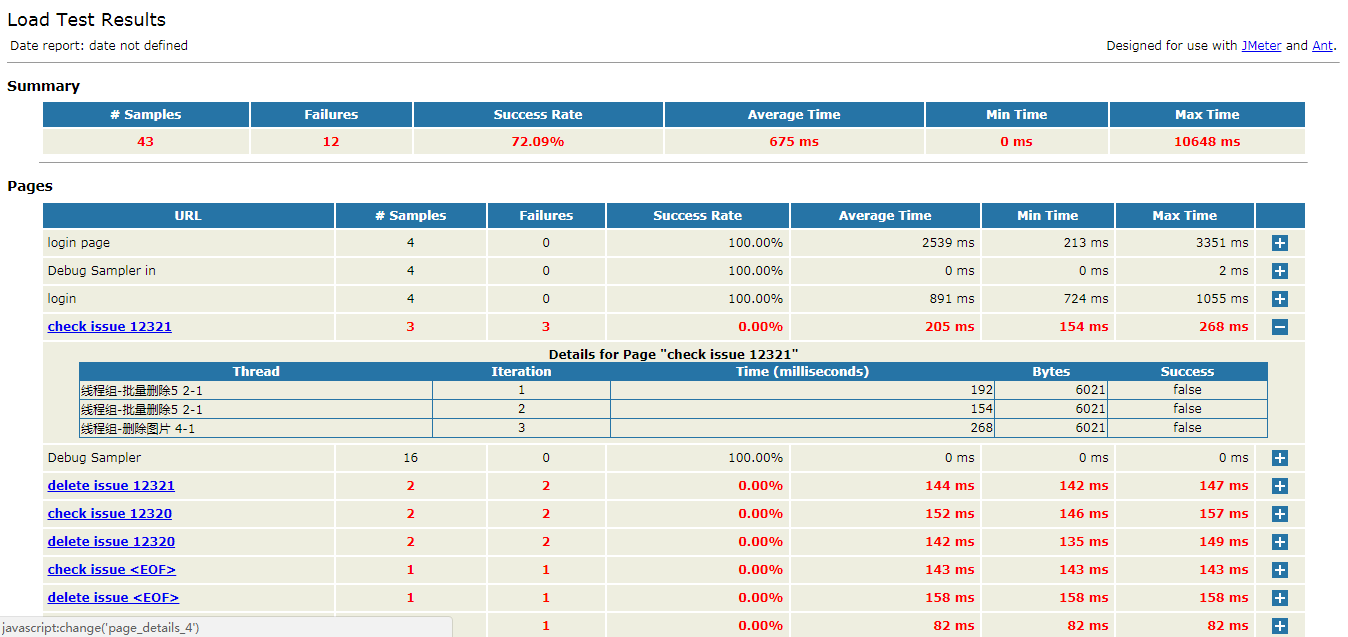 Load Test Results
Date report: date not defined
Designed for use with JMeter and Ant.
Summary
# Samples Failures Success Rate Average Time Min Time Max Time
43 12 72.09% 675 ms 0 ms 10648 ms
Pages
URL # Samples Failures Success Rate Average Time Min Time Max Time
login page 4 0 100.00% 2539 ms 213 ms 3351 ms
Debug Sampler in 4 0 100.00% 0 ms 0 ms 2 ms
login 4 0 100.00% 891 ms 724 ms 1055 ms
check issue 12321 3 3 0.00% 205 ms 154 ms 268 ms
Details for Page "check issue 12321"
Thread Iteration Time (milliseconds) Bytes Success
线程组-批量删除5 2-1 1 192 6021 false
线程组-批量删除5 2-1 2 154 6021 false
线程组-删除图片 4-1 3 268 6021 false
Debug Sampler 16 0 100.00% 0 ms 0 ms 0 ms
delete issue 12321 2 2 0.00% 144 ms 142 ms 147 ms
check issue 12320 2 2 0.00% 152 ms 146 ms 157 ms
delete issue 12320 2 2 0.00% 142 ms 135 ms 149 ms
check issue <EOF> 1 1 0.00% 143 ms 143 ms 143 ms
delete issue <EOF> 1 1 0.00% 158 ms 158 ms 158 ms
1 0.00% 82 ms 82 ms 82 ms
javascript:change('page_details_4')